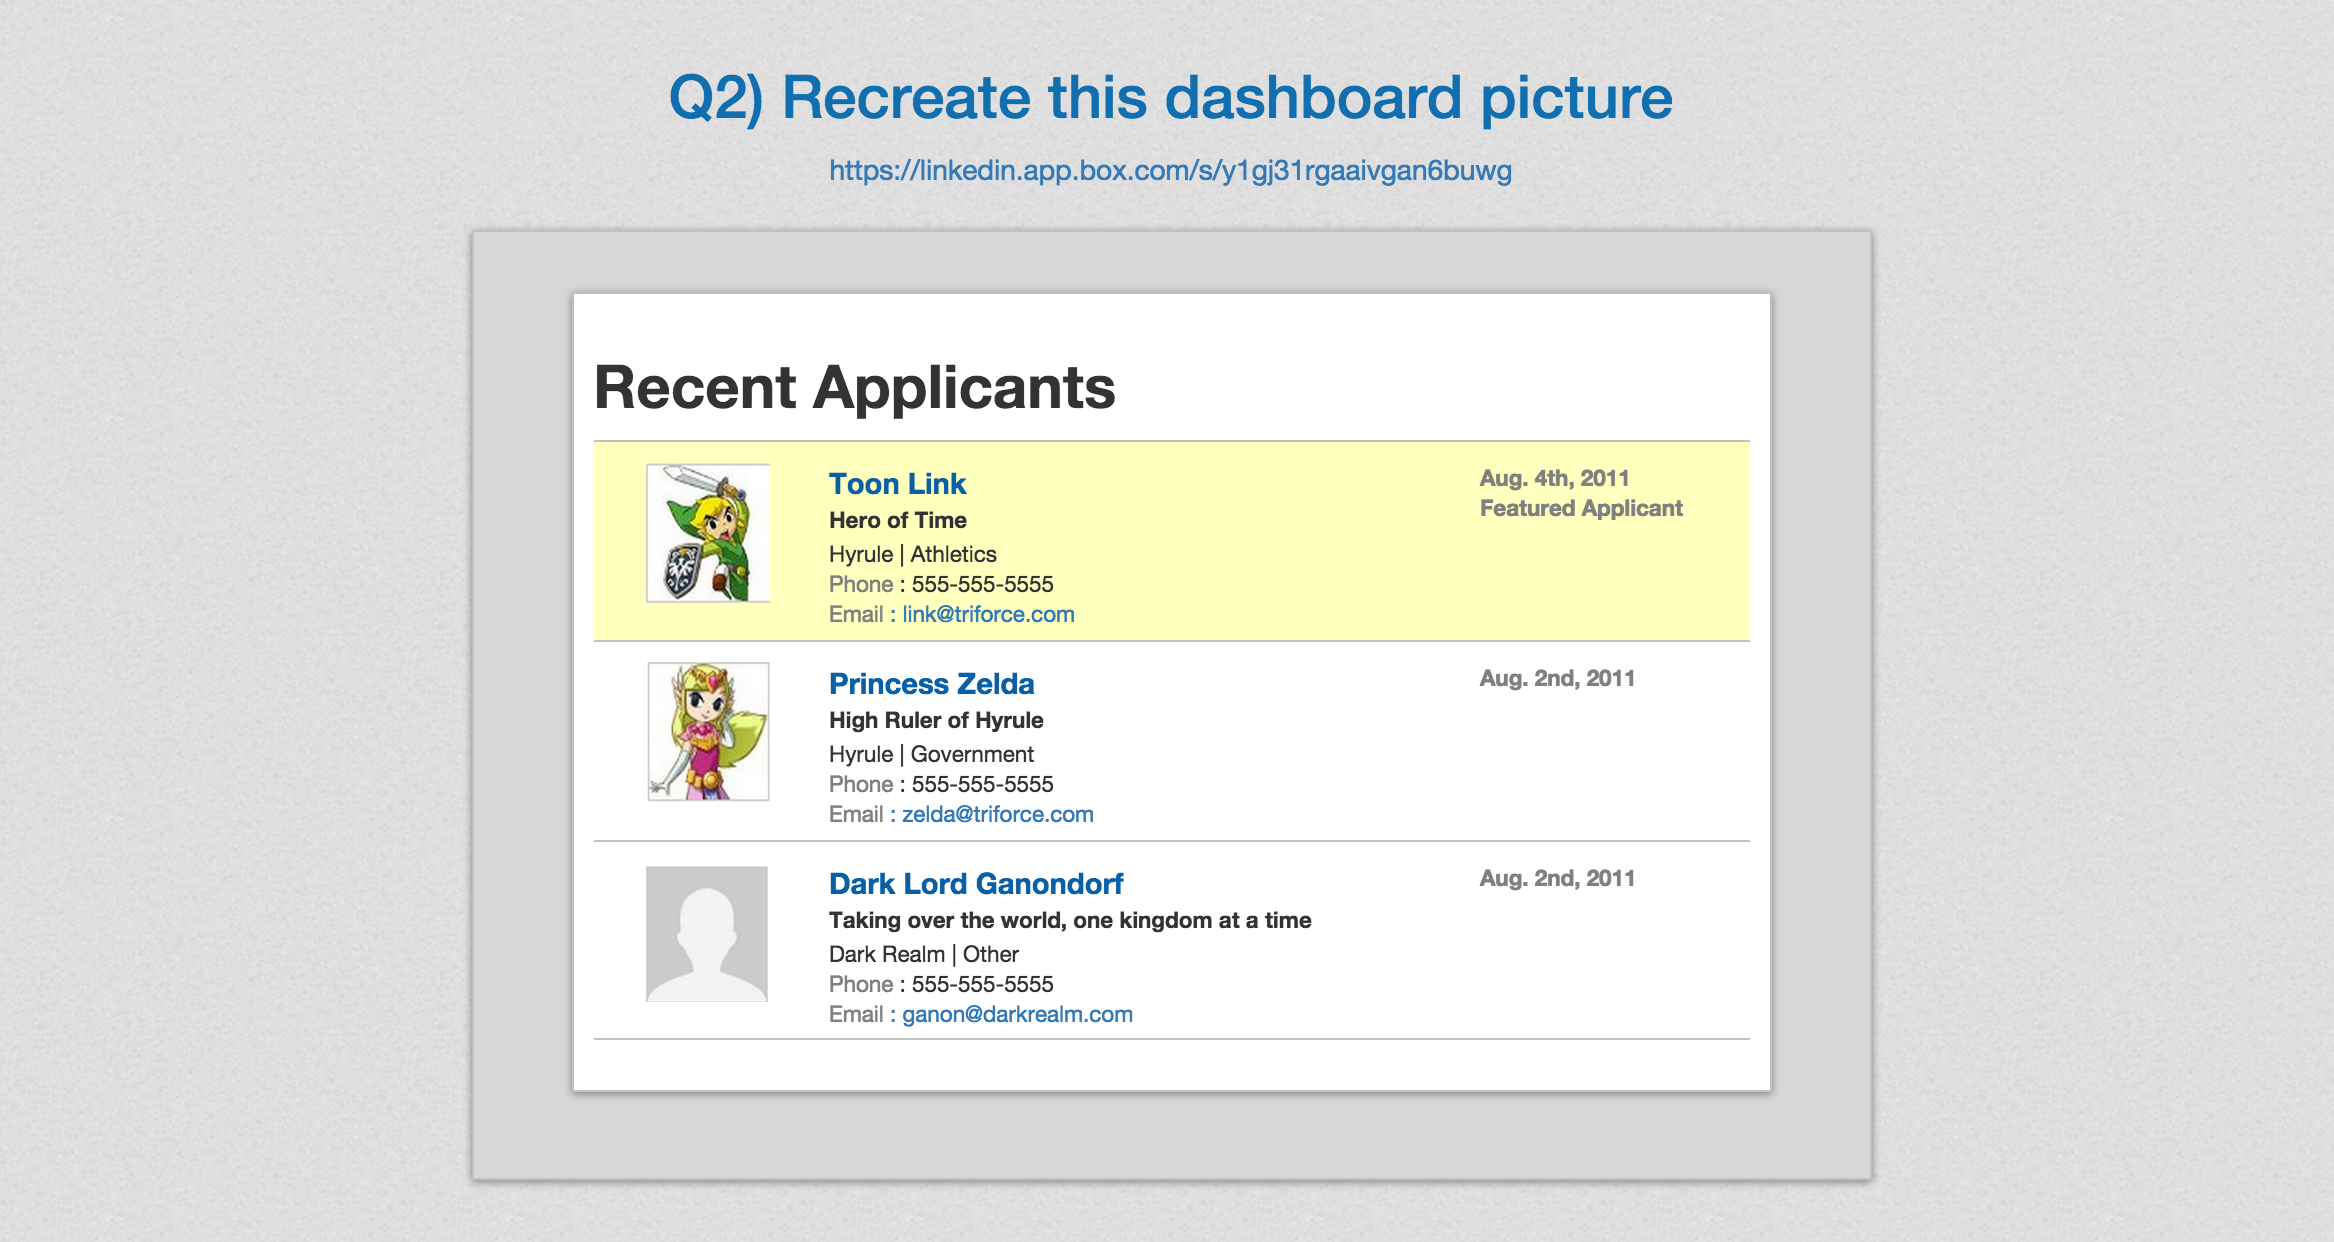 Q2) Recreate this dashboard picture
https://linkedin.app.box.com/s/y1gj31rgaaivgan6buwg
Recent Applicants
Toon Link
Hero of Time
Hyrule | Athletics
Phone : 555-555-5555
Email : link@triforce.com
Aug. 4th, 2011
Featured Applicant
Princess Zelda
High Ruler of Hyrule
Hyrule | Government
Phone : 555-555-5555
Email : zelda@triforce.com
Aug. 2nd, 2011
Dark Lord Ganondorf
Taking over the world, one kingdom at a time
Dark Realm | Other
Phone : 555-555-5555
Email : ganon@darkrealm.com
Aug. 2nd, 2011